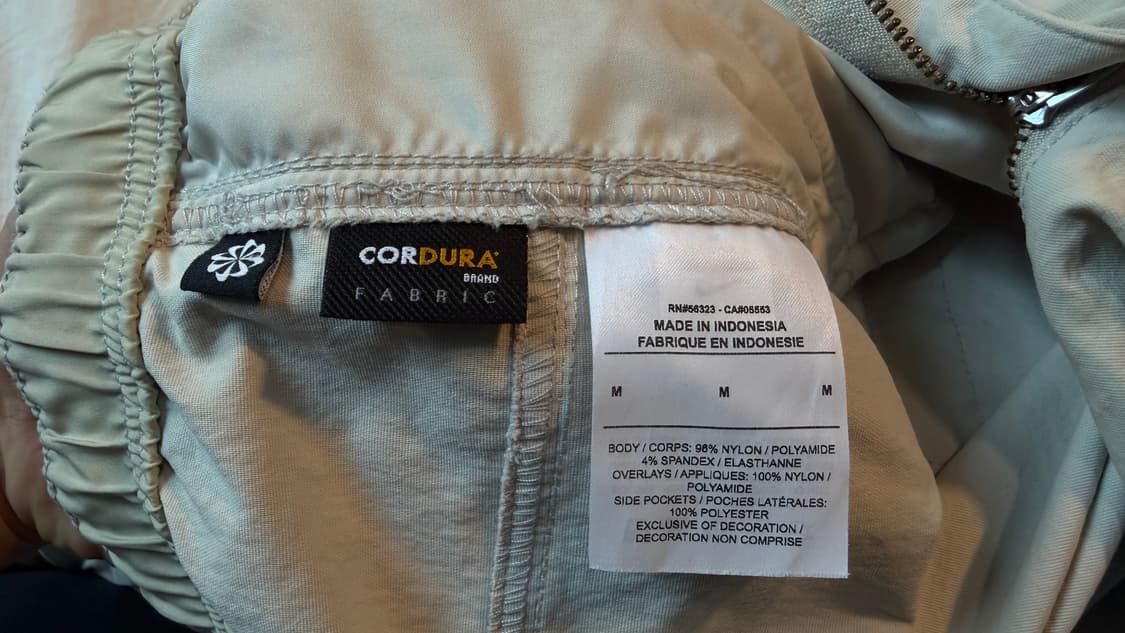 CORDURA®
BRAND
FABRIC
RN#56323 - CA#05553
MADE IN INDONESIA
FABRIQUE EN INDONESIE
M M M
BODY / CORPS: 96% NYLON / POLYAMIDE
4% SPANDEX / ELASTHANNE
OVERLAYS / APPLIQUES: 100% NYLON /
POLYAMIDE
SIDE POCKETS / POCHES LATÉRALES:
100% POLYESTER
EXCLUSIVE OF DECORATION /
DECORATION NON COMPRISE